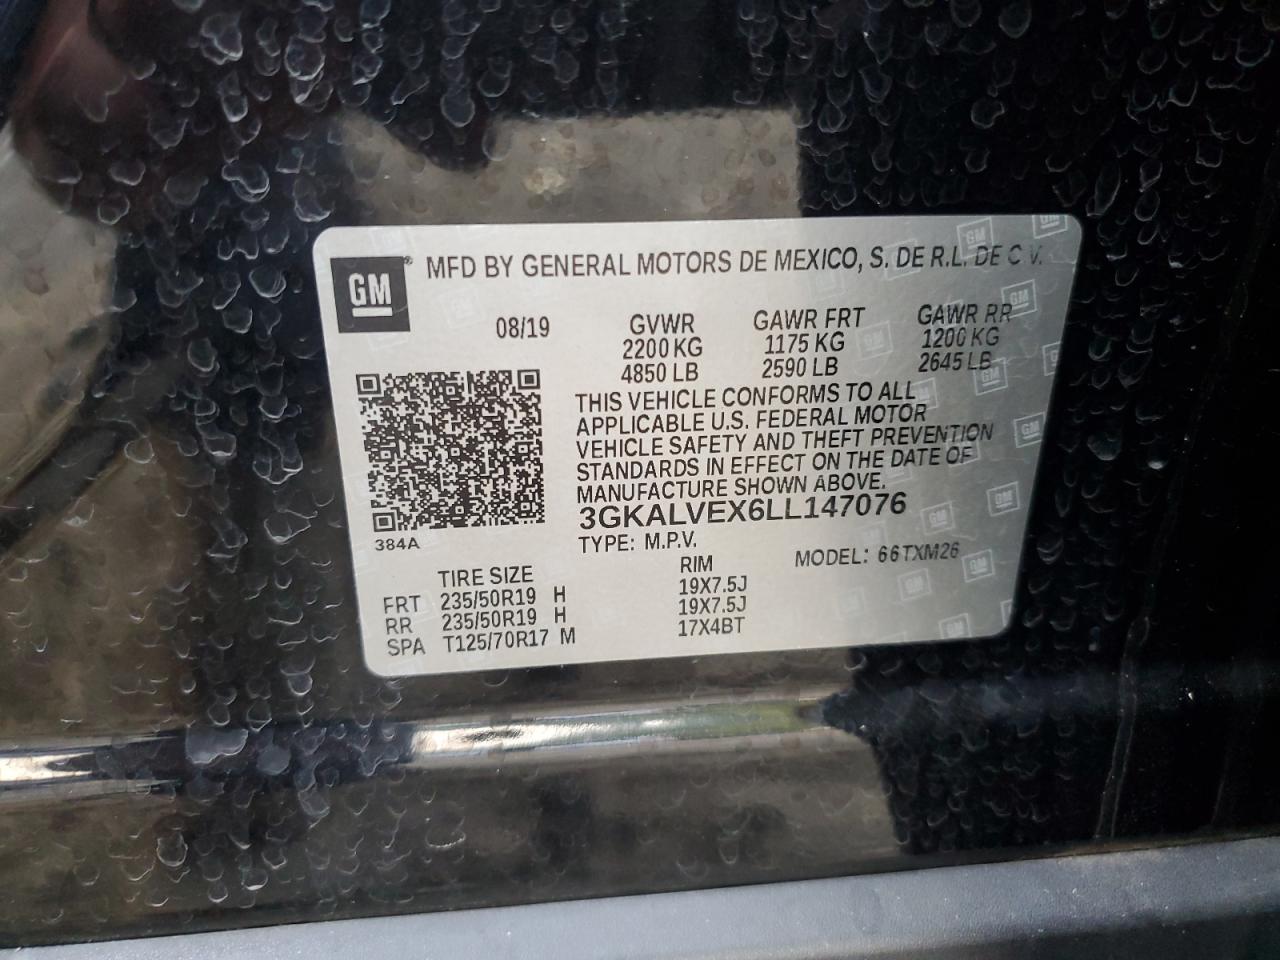 GM® MFD BY GENERAL MOTORS DE MEXICO, S. DE R.L. DE C V.
08/19 GVWR GAWR FRT GAWR RR
2200 KG 1175 KG 1200 KG
4850 LB 2590 LB 2645 LB
THIS VEHICLE CONFORMS TO ALL
APPLICABLE U.S. FEDERAL MOTOR
VEHICLE SAFETY AND THEFT PREVENTION
STANDARDS IN EFFECT ON THE DATE OF
MANUFACTURE SHOWN ABOVE.
3GKALVEX6LL147076
384A
TYPE: M.P.V. MODEL: 66TXM26
TIRE SIZE RIM
FRT 235/50R19 H 19X7.5J
RR 235/50R19 H 19X7.5J
SPA T125/70R17 M 17X4BT